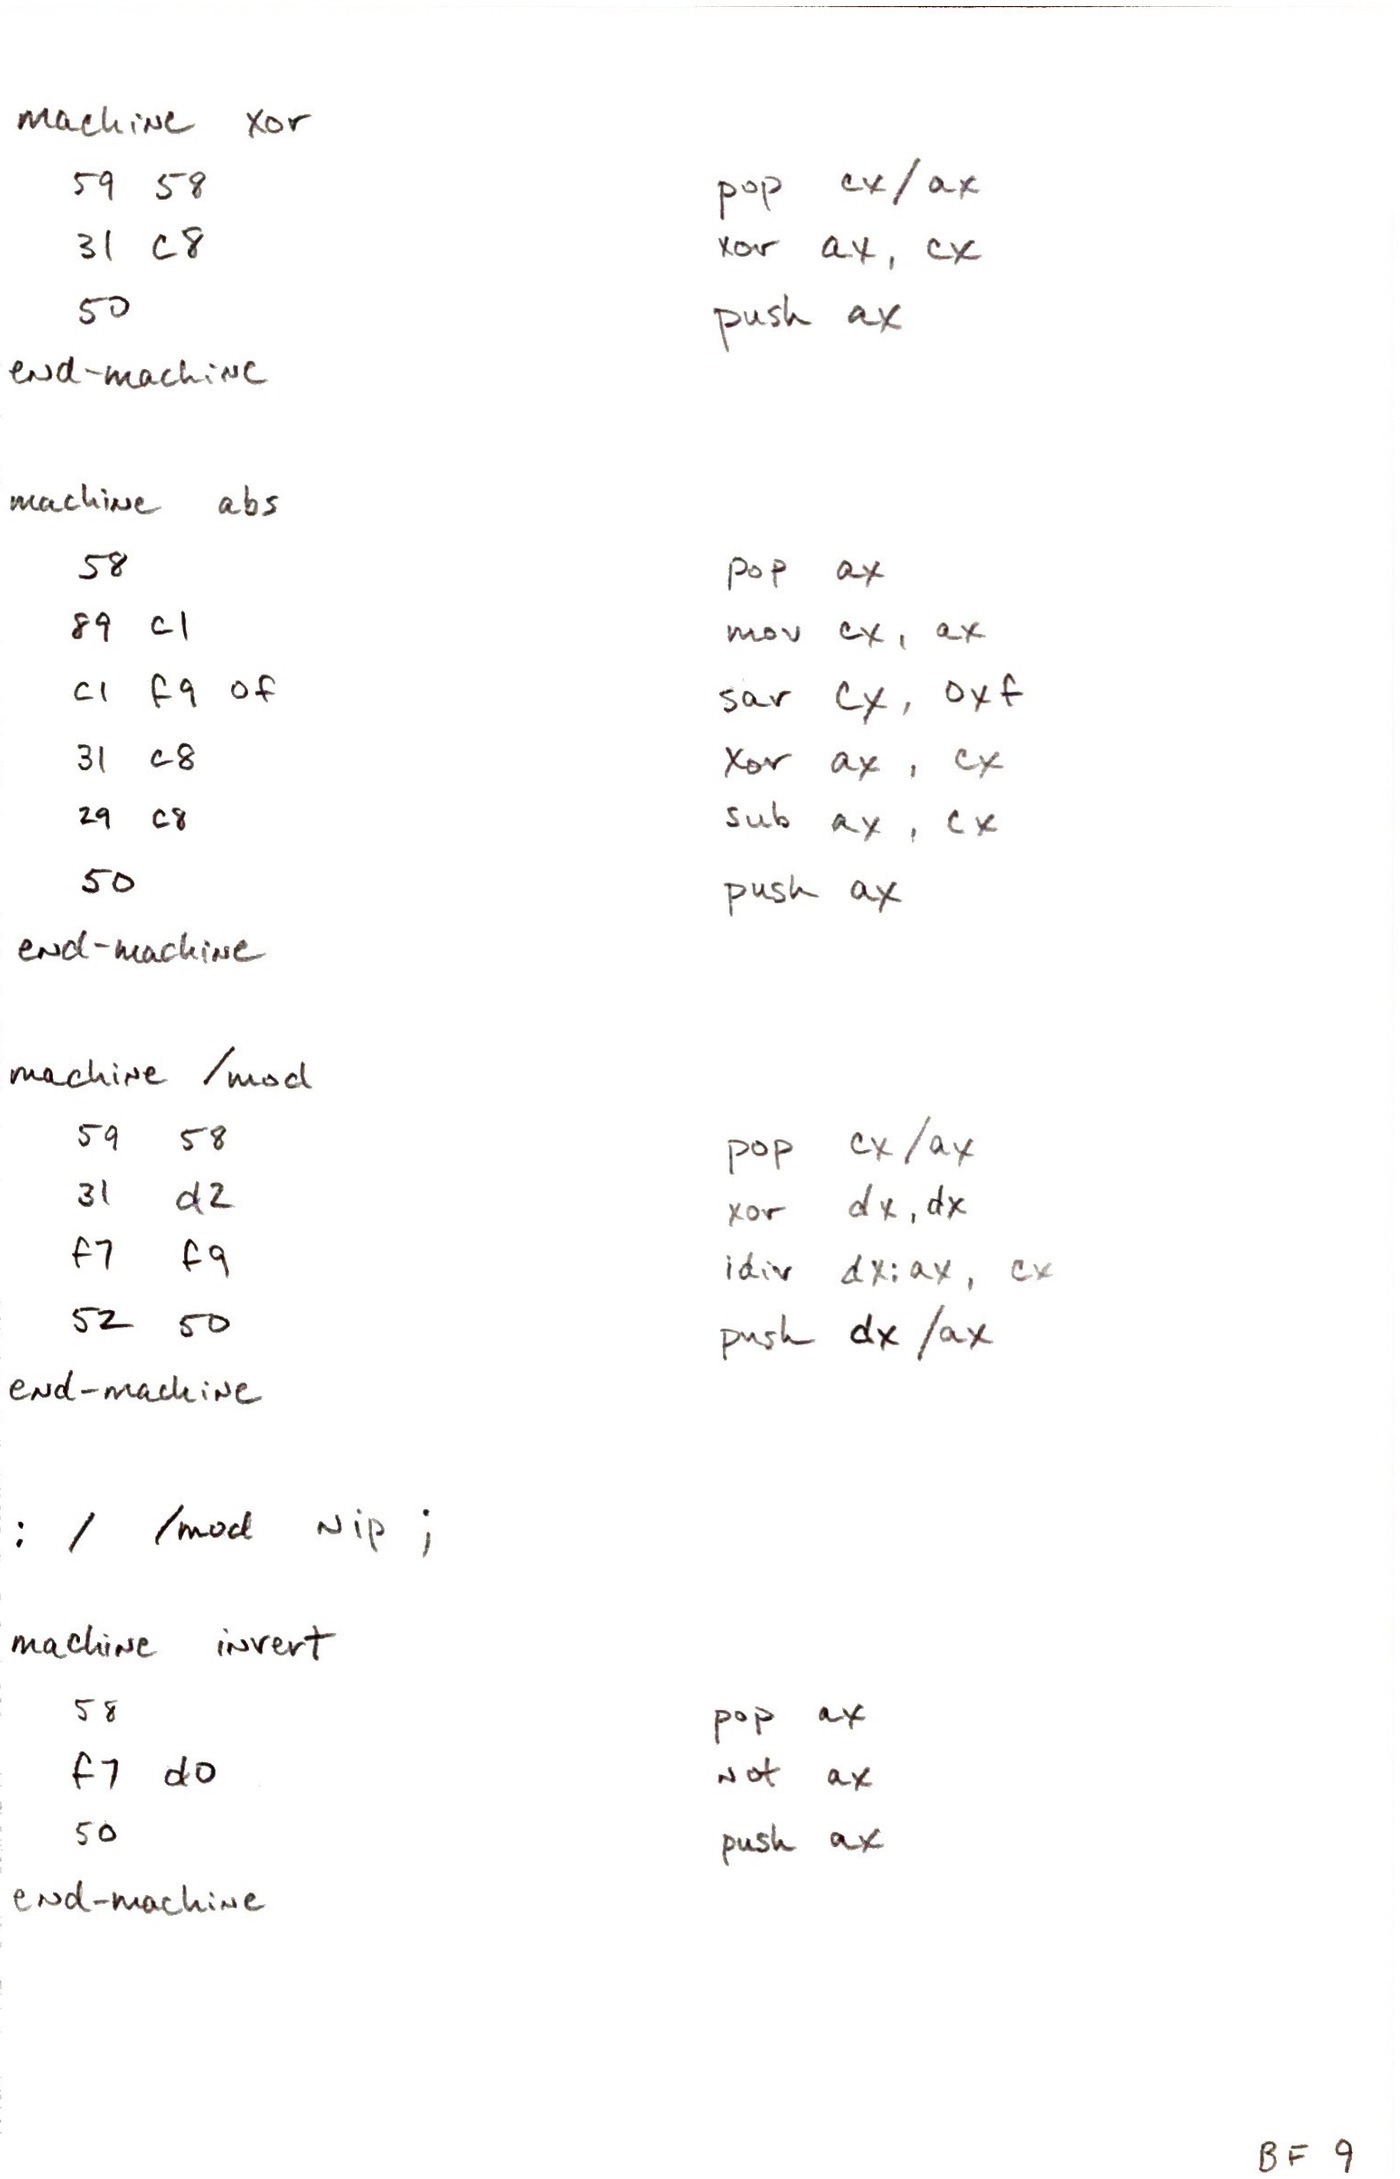 machine xor
59 58 pop cx/ax
31 c8 xor ax, cx
50 push ax
end-machine
machine abs
58 pop ax
89 c1 mov cx, ax
c1 f9 0f sar cx, 0xf
31 c8 xor ax, cx
29 c8 sub ax, cx
50 push ax
end-machine
machine /mod
59 58 pop cx/ax
31 d2 xor dx,dx
f7 f9 idiv dx:ax, cx
52 50 push dx/ax
end-machine
: / /mod nip ;
machine invert
58 pop ax
f7 d0 not ax
50 push ax
end-machine
BF 9